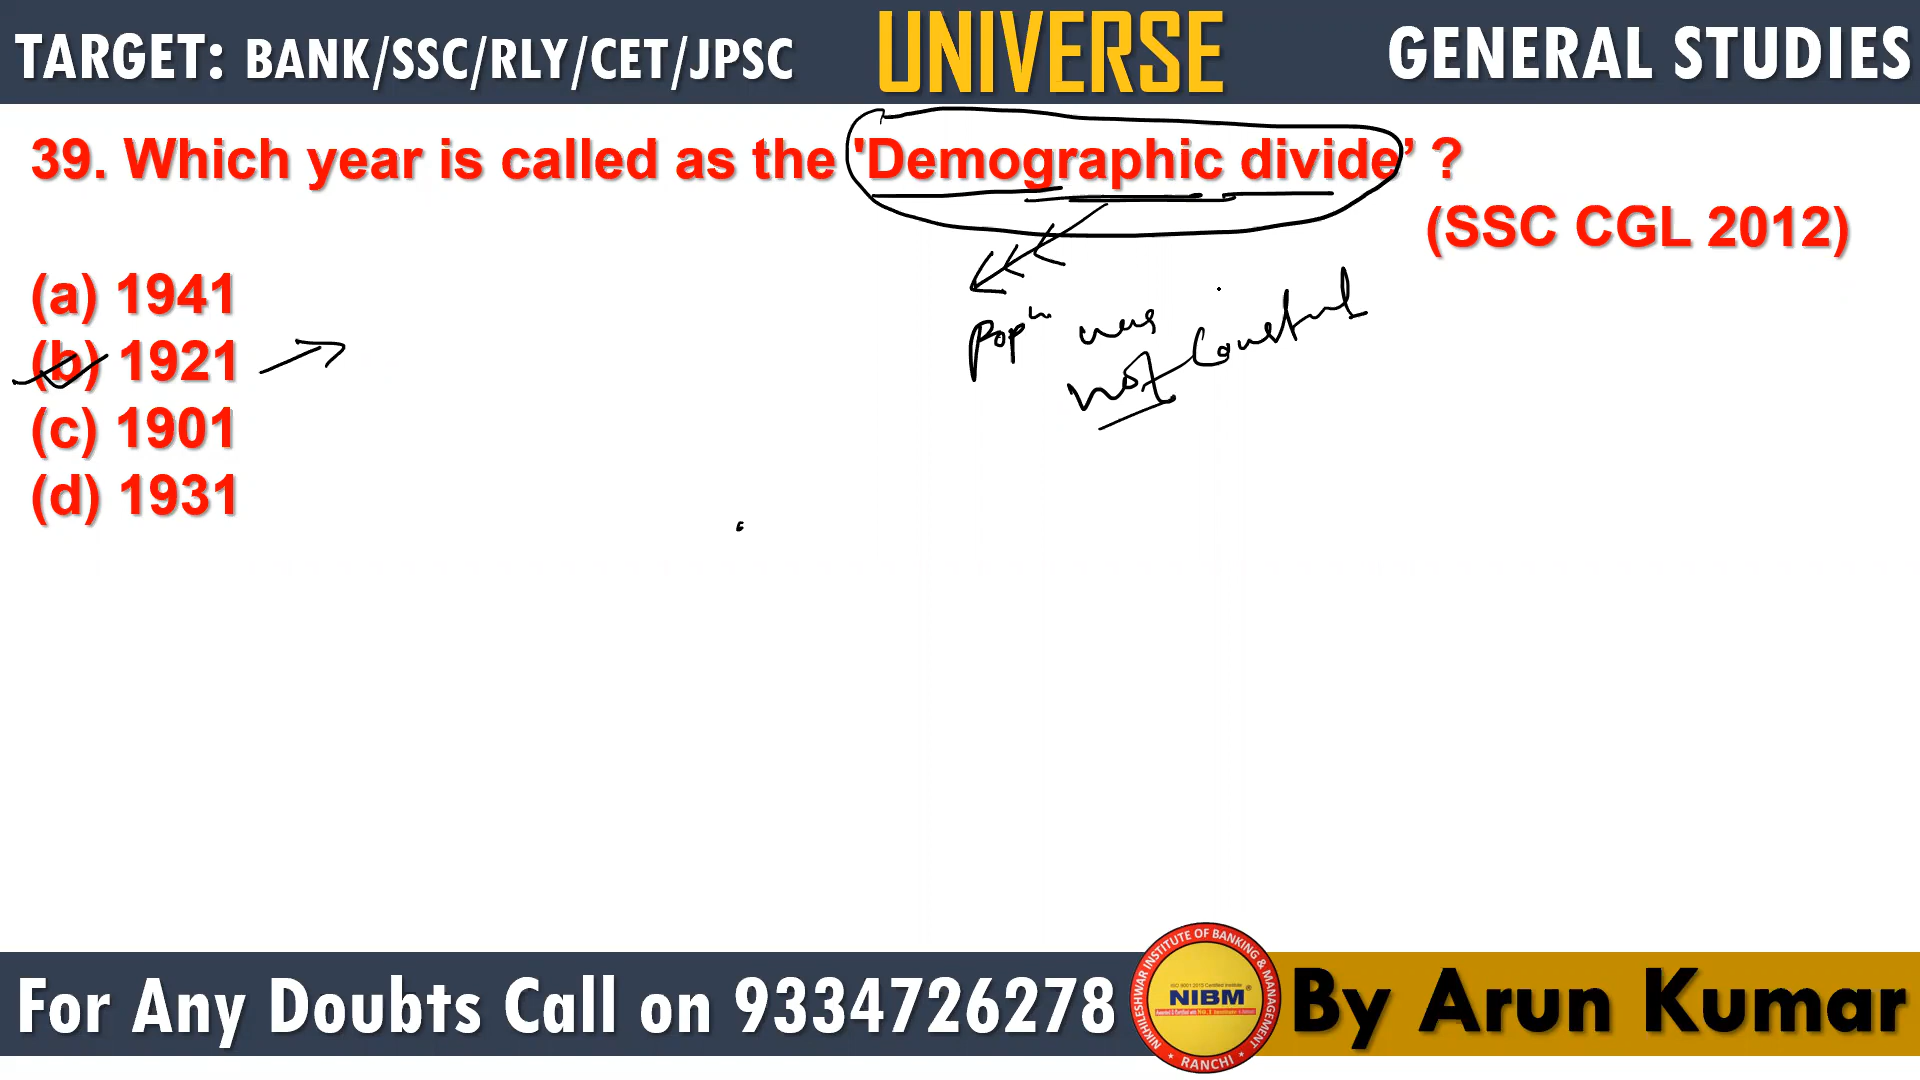 TARGET: BANK/SSC/RLY/CET/JPSC
UNIVERSE
GENERAL STUDIES
39. Which year is called as the 'Demographic divide’ ?
(SSC CGL 2012)
(a) 1941
(b) 1921
(c) 1901
(d) 1931
popn was
not constant
For Any Doubts Call on 9334726278
NIKHILESHWAR INSTITUTE OF BANKING & MANAGEMENT
NIBM
RANCHI
By Arun Kumar